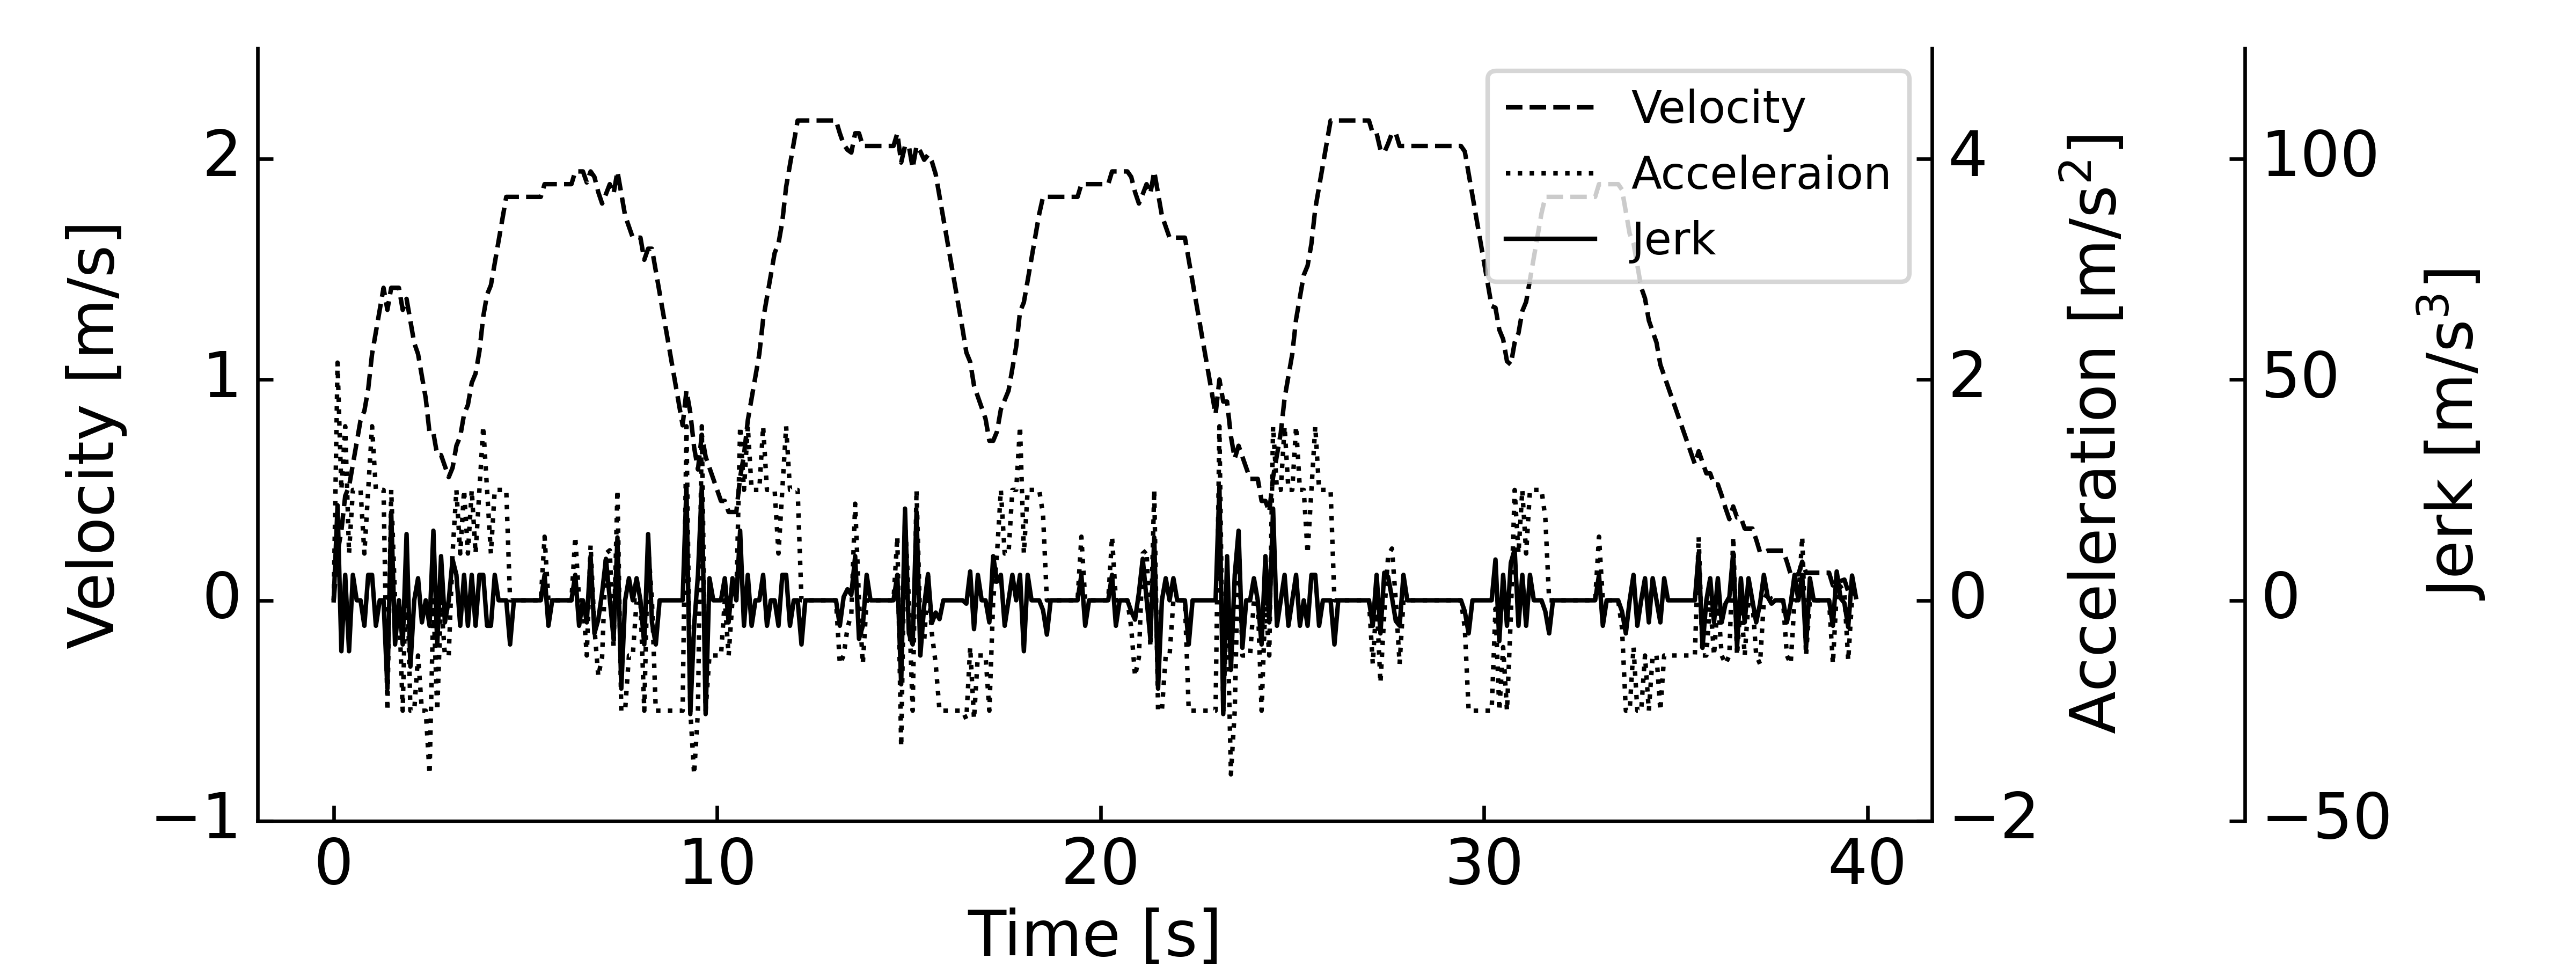 Velocity [m/s]
2
1
0
−1
0 10 20 30 40
Time [s]
Velocity
Acceleraion
Jerk
4
2
0
−2
Acceleration [m/s²]
100
50
0
−50
Jerk [m/s³]